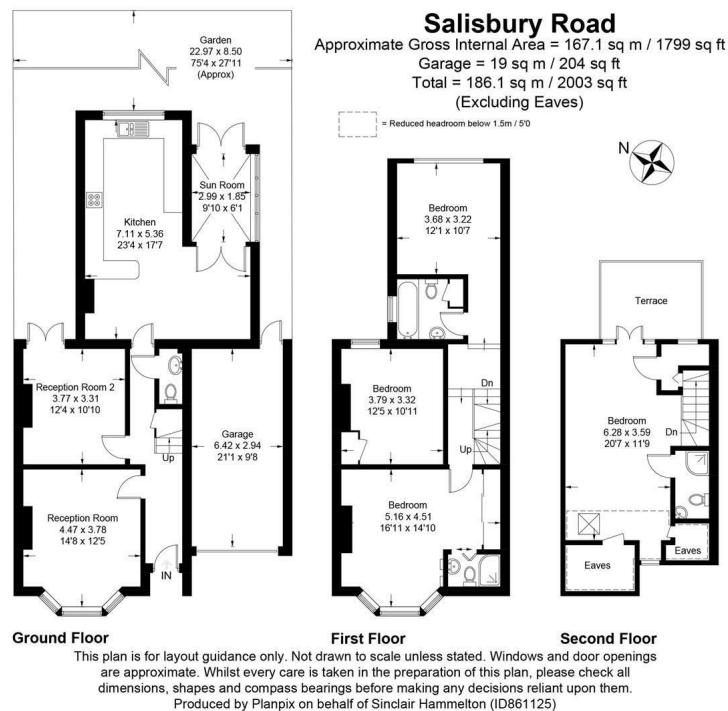 Salisbury Road
Approximate Gross Internal Area = 167.1 sq m / 1799 sq ft
Garage = 19 sq m / 204 sq ft
Total = 186.1 sq m / 2003 sq ft
(Excluding Eaves)
= Reduced headroom below 1.5m / 5'0
N
Garden
22.97 x 8.50
75'4 x 27'11
(Approx)
Sun Room
2.99 x 1.85
9'10 x 6'1
Kitchen
7.11 x 5.36
23'4 x 17'7
Reception Room 2
3.77 x 3.31
12'4 x 10'10
Up
Garage
6.42 x 2.94
21'1 x 9'8
Reception Room
4.47 x 3.78
14'8 x 12'5
IN
Ground Floor
Bedroom
3.68 x 3.22
12'1 x 10'7
Dn
Bedroom
3.79 x 3.32
12'5 x 10'11
Up
Bedroom
5.16 x 4.51
16'11 x 14'10
First Floor
Terrace
Bedroom
6.28 x 3.59
20'7 x 11'9
Dn
Eaves
Eaves
Second Floor
This plan is for layout guidance only. Not drawn to scale unless stated. Windows and door openings
are approximate. Whilst every care is taken in the preparation of this plan, please check all
dimensions, shapes and compass bearings before making any decisions reliant upon them.
Produced by Planpix on behalf of Sinclair Hammelton (ID861125)